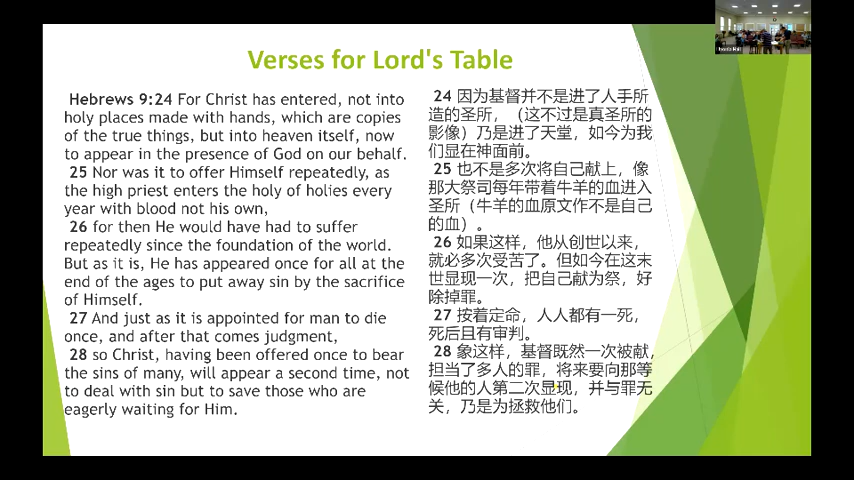 Verses for Lord's Table
Hebrews 9:24 For Christ has entered, not into
holy places made with hands, which are copies
of the true things, but into heaven itself, now
to appear in the presence of God on our behalf.
25 Nor was it to offer Himself repeatedly, as
the high priest enters the holy of holies every
year with blood not his own,
26 for then He would have had to suffer
repeatedly since the foundation of the world.
But as it is, He has appeared once for all at the
end of the ages to put away sin by the sacrifice
of Himself.
27 And just as it is appointed for man to die
once, and after that comes judgment,
28 so Christ, having been offered once to bear
the sins of many, will appear a second time, not
to deal with sin but to save those who are
eagerly waiting for Him.
24 因为基督并不是进了人手所
造的圣所，（这不过是真圣所的
影像）乃是进了天堂，如今为我
们显在神面前。
25 也不是多次将自己献上，像
那大祭司每年带着牛羊的血进入
圣所（牛羊的血原文作不是自己
的血）。
26 如果这样，他从创世以来，
就必多次受苦了。但如今在这末
世显现一次，把自己献为祭，好
除掉罪。
27 按着定命，人人都有一死，
死后且有审判。
28 象这样，基督既然一次被献，
担当了多人的罪，将来要向那等
候他的人第二次显现，并与罪无
关，乃是为拯救他们。